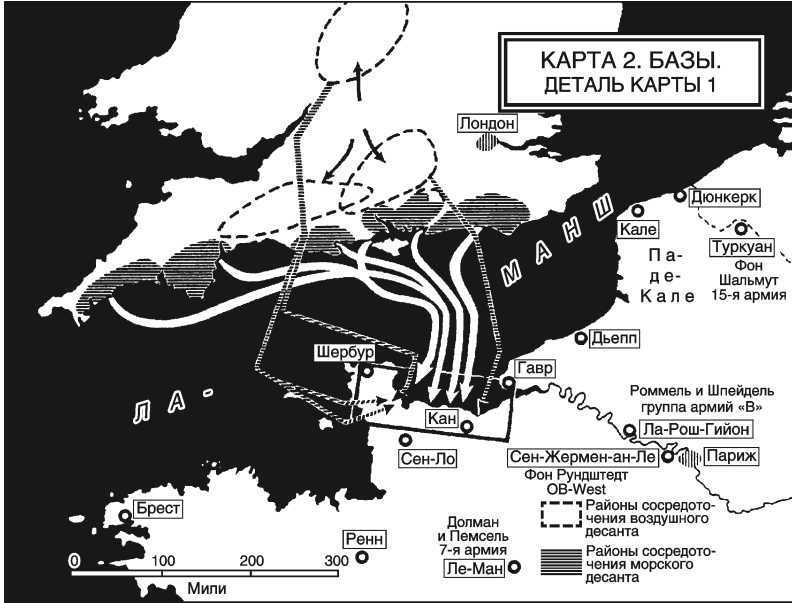 КАРТА 2. БАЗЫ.
ДЕТАЛЬ КАРТЫ 1
Лондон
Дюнкерк
Кале
Туркуан
Фон
Шальмут
15-я армия
Па-
де-
Кале
ЛА-
МАНШ
Дьепп
Шербур
Гавр
Роммель и Шпейдель
группа армий «В»
Кан
Ла-Рош-Гийон
Сен-Ло
Сен-Жермен-ан-Ле
Париж
Фон Рундштедт
OB-West
Районы сосредото-
чения воздушного
десанта
Брест
Ренн
Долман
и Пемсель
7-я армия
Ле-Ман
Районы сосредото-
чения морского
десанта
0 100 200 300
Мили